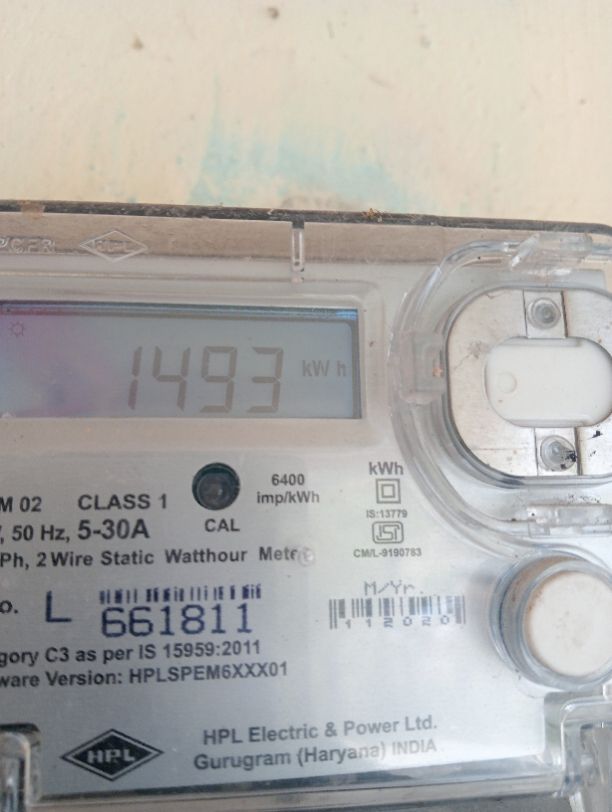 HPL
1493 kWh
M 02 CLASS 1
6400
imp/kWh
kWh
, 50 Hz, 5-30A
CAL
IS:13779
Ph, 2 Wire Static Watthour Meter
CM/L-9190783
M/Yr.
o. L 661811
112020
gory C3 as per IS 15959:2011
ware Version: HPLSPEM6XXX01
HPL
HPL Electric & Power Ltd.
Gurugram (Haryana) INDIA